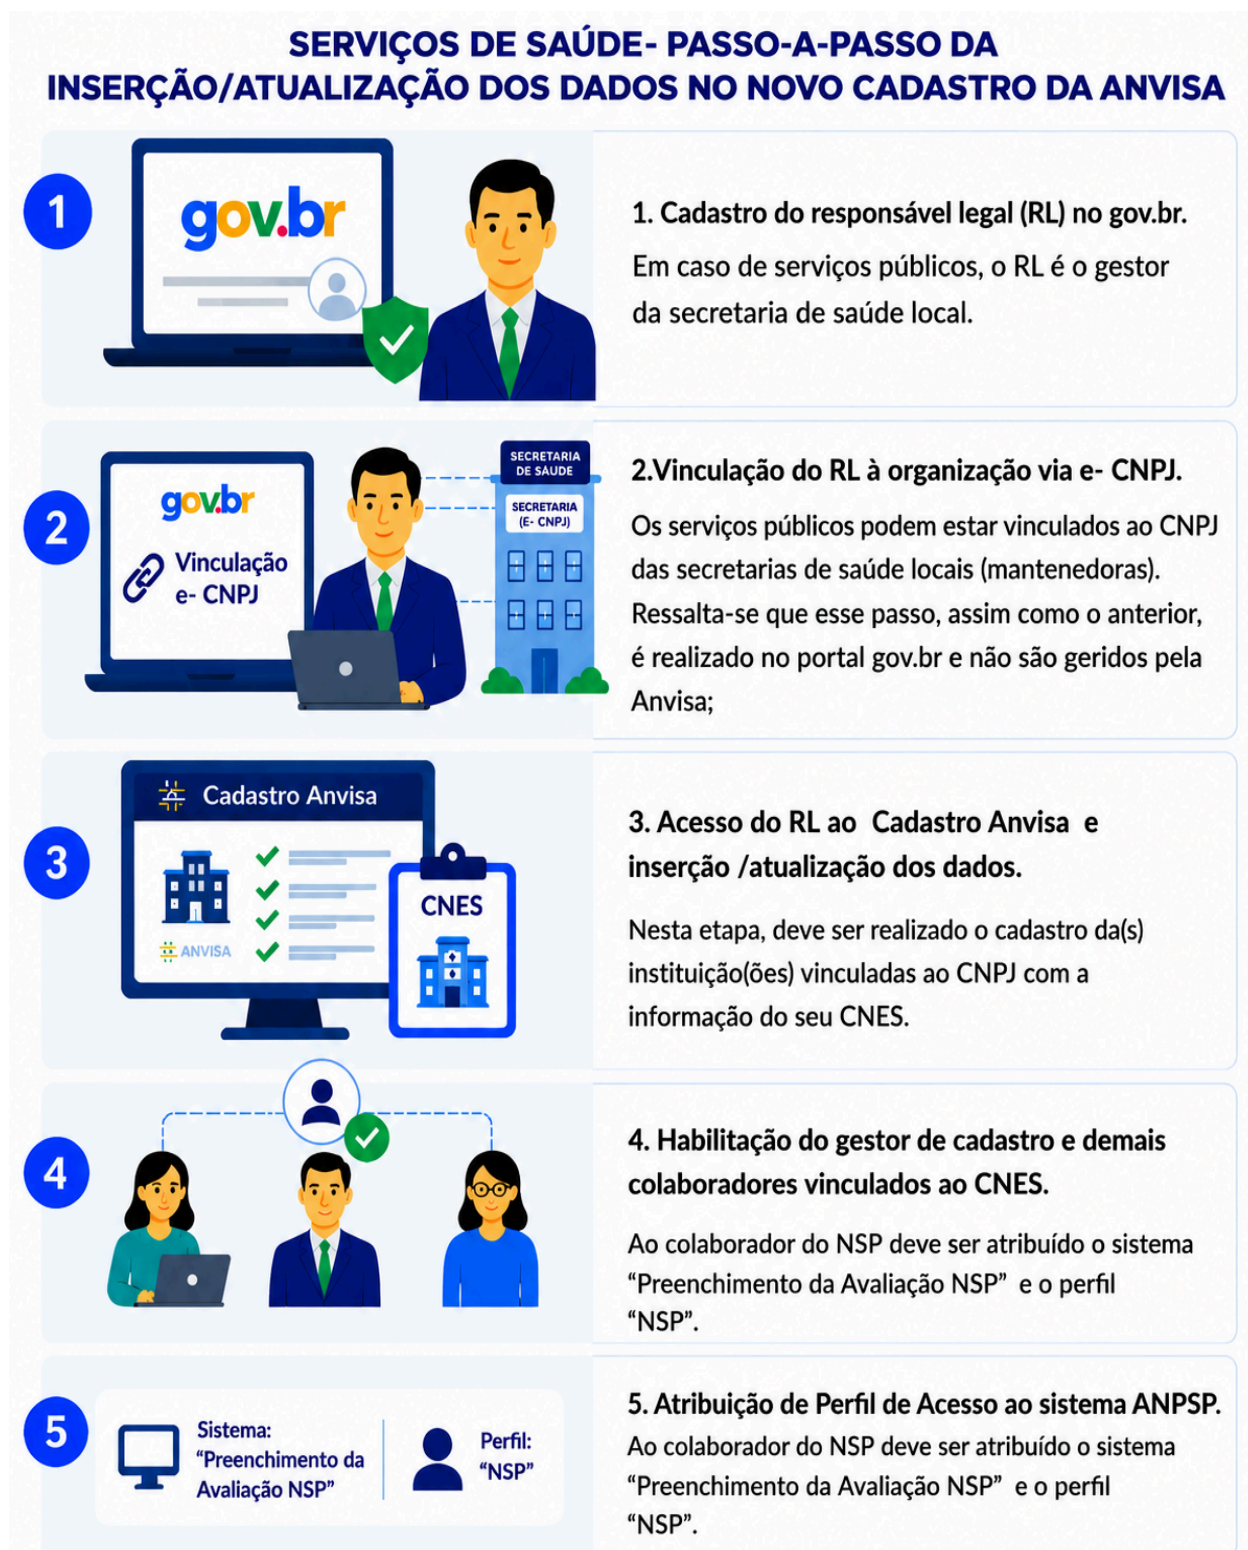 SERVIÇOS DE SAÚDE- PASSO-A-PASSO DA
INSERÇÃO/ATUALIZAÇÃO DOS DADOS NO NOVO CADASTRO DA ANVISA
1
gov.br
1. Cadastro do responsável legal (RL) no gov.br.
Em caso de serviços públicos, o RL é o gestor
da secretaria de saúde local.
2
gov.br
Vinculação
e- CNPJ
SECRETARIA
DE SAUDE
SECRETARIA
(E- CNPJ)
2.Vinculação do RL à organização via e- CNPJ.
Os serviços públicos podem estar vinculados ao CNPJ
das secretarias de saúde locais (mantenedoras).
Ressalta-se que esse passo, assim como o anterior,
é realizado no portal gov.br e não são geridos pela
Anvisa;
3
Cadastro Anvisa
ANVISA
CNES
3. Acesso do RL ao Cadastro Anvisa e
inserção /atualização dos dados.
Nesta etapa, deve ser realizado o cadastro da(s)
instituição(ões) vinculadas ao CNPJ com a
informação do seu CNES.
4
4. Habilitação do gestor de cadastro e demais
colaboradores vinculados ao CNES.
Ao colaborador do NSP deve ser atribuído o sistema
“Preenchimento da Avaliação NSP” e o perfil
“NSP”.
5
Sistema:
“Preenchimento da
Avaliação NSP”
Perfil:
“NSP”
5. Atribuição de Perfil de Acesso ao sistema ANPSP.
Ao colaborador do NSP deve ser atribuído o sistema
“Preenchimento da Avaliação NSP” e o perfil
“NSP”.